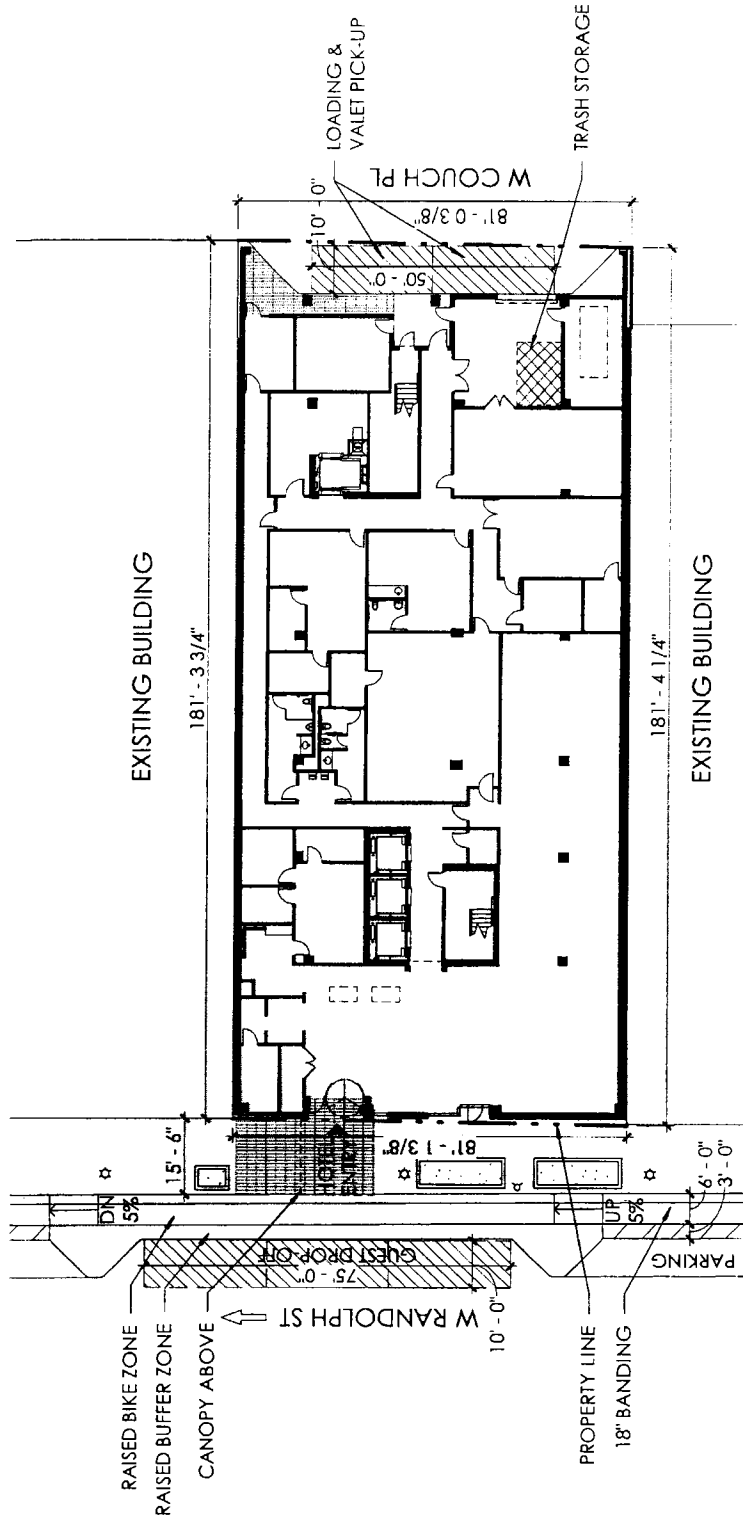 EXISTING BUILDING
181' - 3 3/4"
RAISED BIKE ZONE
RAISED BUFFER ZONE
CANOPY ABOVE
15' - 6"
DN
5%
HOTEL
ENTRY
81' - 1 3/8"
GUEST DROP-OFF
75' - 0"
W RANDOLPH ST
10' - 0"
UP
5%
6' - 0"
3' - 0"
PARKING
PROPERTY LINE
18" BANDING
LOADING &
VALET PICK-UP
10' - 0"
50' - 0"
81' - 0 3/8"
W COUCH PL
TRASH STORAGE
181' - 4 1/4"
EXISTING BUILDING